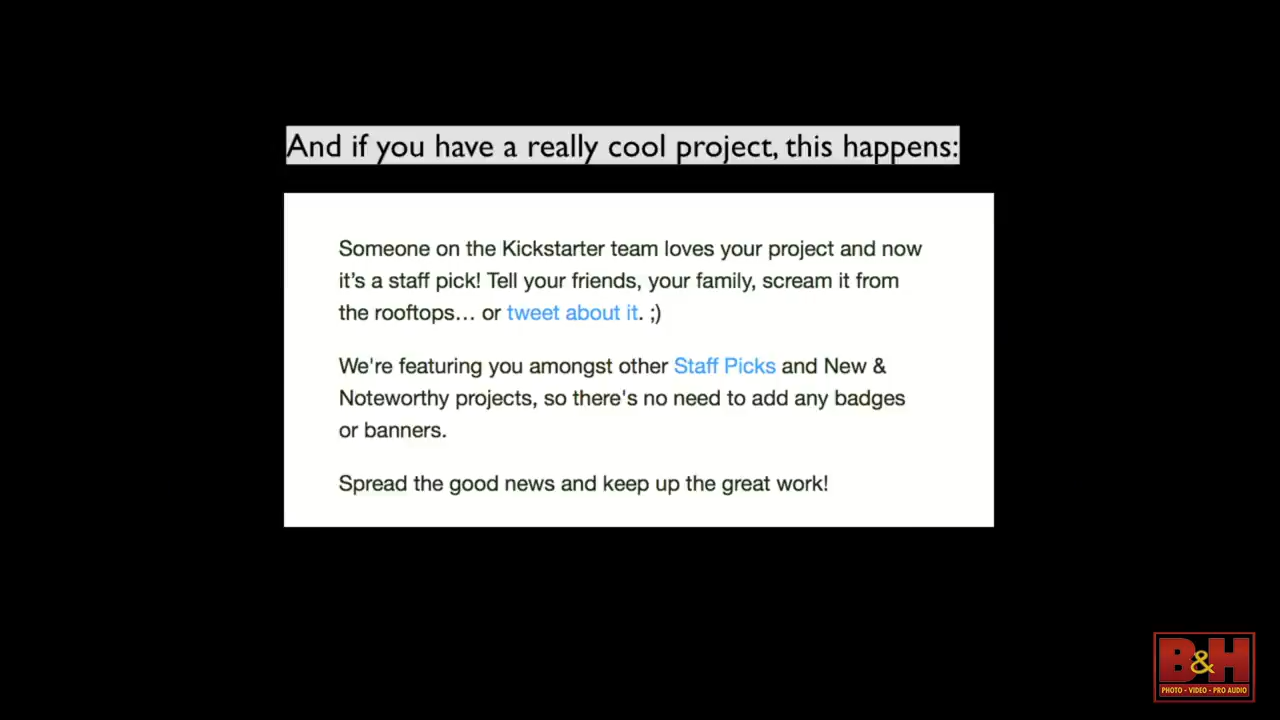 And if you have a really cool project, this happens:
Someone on the Kickstarter team loves your project and now
it's a staff pick! Tell your friends, your family, scream it from
the rooftops… or tweet about it. ;)
We're featuring you amongst other Staff Picks and New &
Noteworthy projects, so there's no need to add any badges
or banners.
Spread the good news and keep up the great work!
B&H
PHOTO - VIDEO - PRO AUDIO